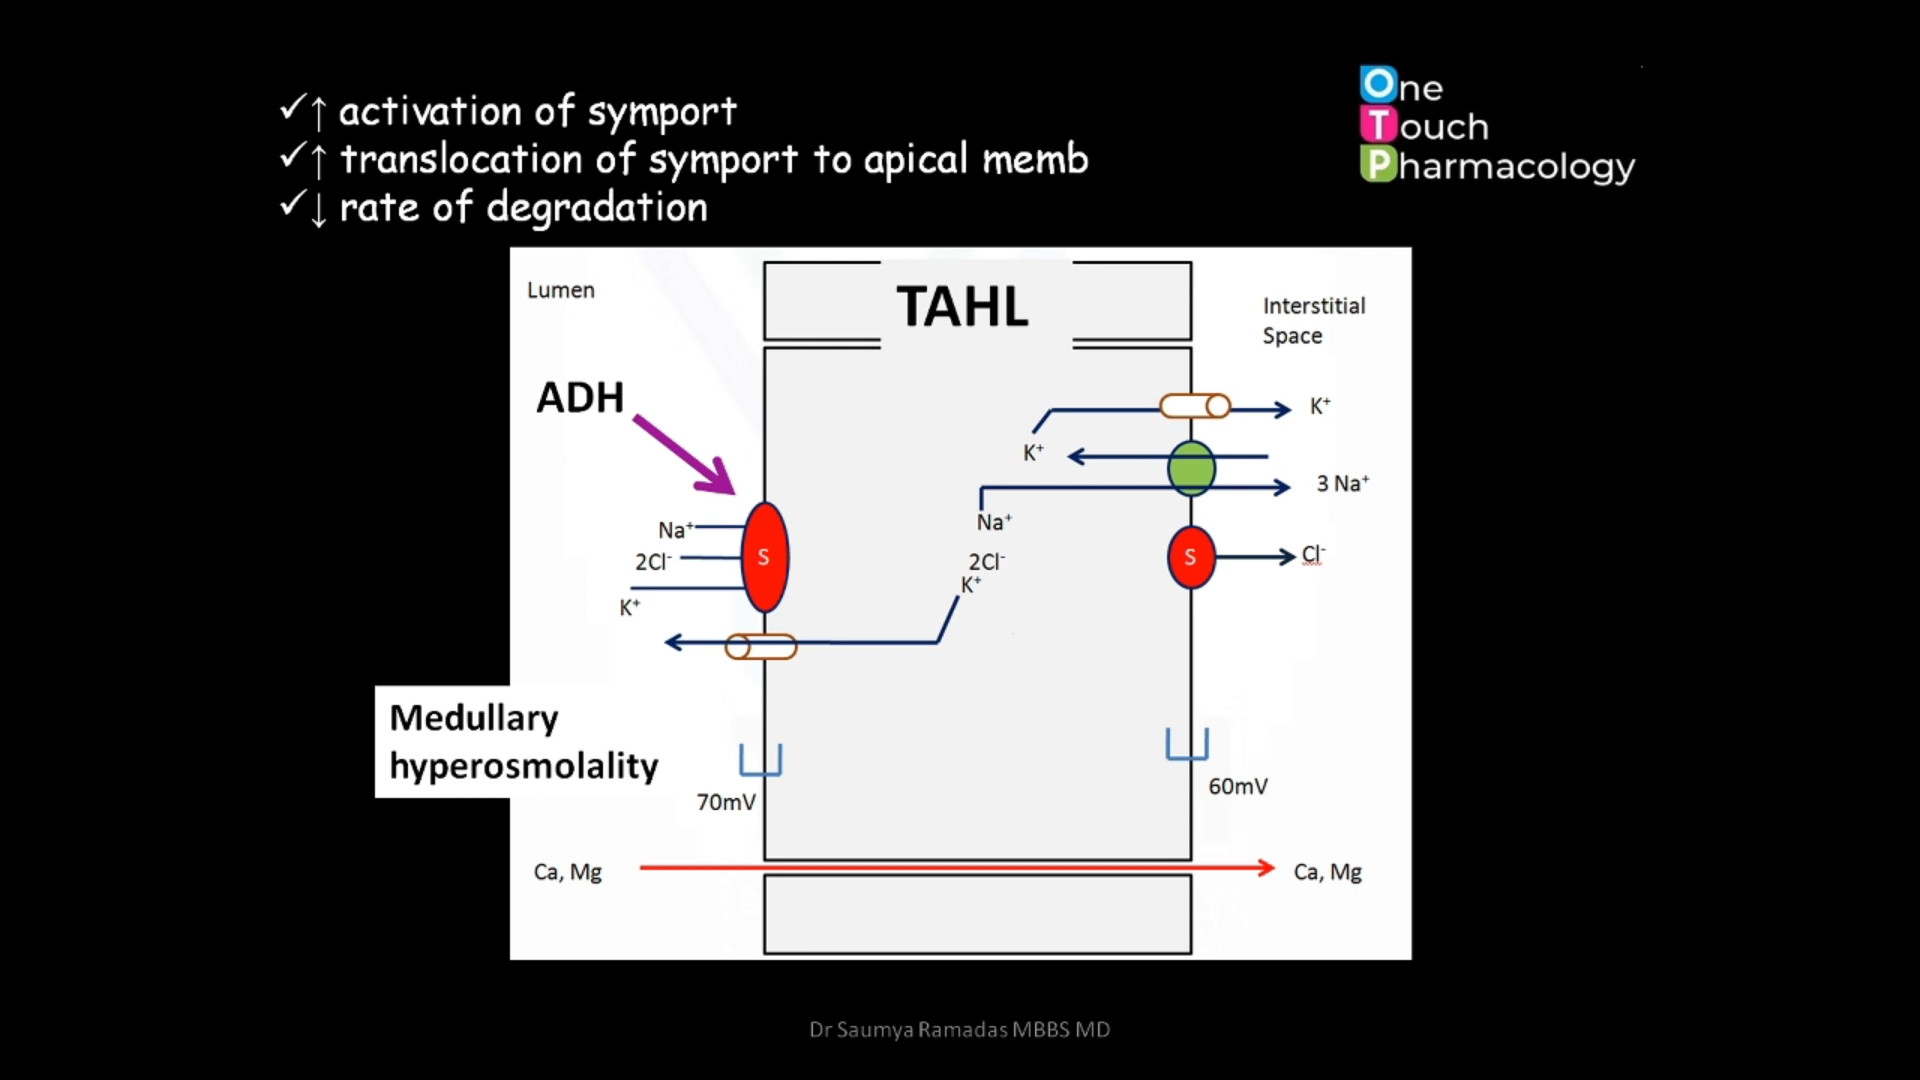 ✓↑ activation of symport
✓↑ translocation of symport to apical memb
✓↓ rate of degradation
One
Touch
Pharmacology
Lumen
TAHL
Interstitial
Space
ADH
K⁺
K⁺
3 Na⁺
Na⁺
Na⁺
2Cl⁻
2Cl⁻
K⁺
K⁺
S
S
Cl⁻
Medullary
hyperosmolality
70mV
60mV
Ca, Mg
Ca, Mg
Dr Saumya Ramadas MBBS MD